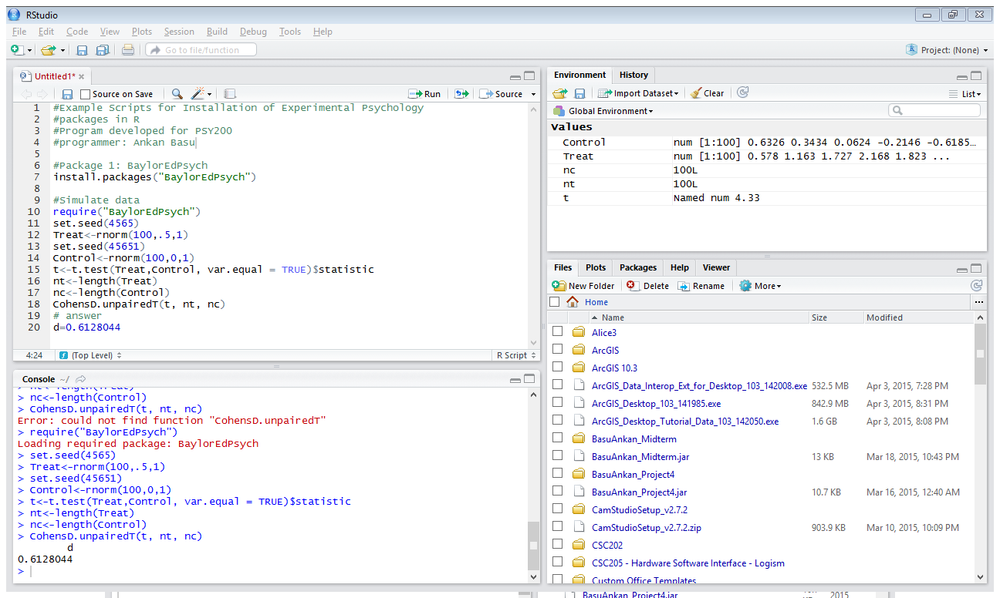 RStudio
File Edit Code View Plots Session Build Debug Tools Help
Go to file/function
Project: (None)
Untitled1*
Source on Save
Run
Source
1 #Example Scripts for Installation of Experimental Psychology
2 #packages in R
3 #Program developed for PSY200
4 #programmer: Ankan Basu
5
6 #Package 1: BaylorEdPsych
7 install.packages("BaylorEdPsych")
8
9 #Simulate data
10 require("BaylorEdPsych")
11 set.seed(4565)
12 Treat<-rnorm(100,.5,1)
13 set.seed(45651)
14 Control<-rnorm(100,0,1)
15 t<-t.test(Treat,Control, var.equal = TRUE)$statistic
16 nt<-length(Treat)
17 nc<-length(Control)
18 CohensD.unpairedT(t, nt, nc)
19 # answer
20 d=0.6128044
4:24 (Top Level) R Script
Console ~/
> nt<-length(Treat)
> nc<-length(Control)
> CohensD.unpairedT(t, nt, nc)
Error: could not find function "CohensD.unpairedT"
> require("BaylorEdPsych")
Loading required package: BaylorEdPsych
> set.seed(4565)
> Treat<-rnorm(100,.5,1)
> set.seed(45651)
> Control<-rnorm(100,0,1)
> t<-t.test(Treat,Control, var.equal = TRUE)$statistic
> nt<-length(Treat)
> nc<-length(Control)
> CohensD.unpairedT(t, nt, nc)
d
0.6128044
>
Environment History
Import Dataset Clear List
Global Environment
Values
Control num [1:100] 0.6326 0.3434 0.0624 -0.2146 -0.6185…
Treat num [1:100] 0.578 1.163 1.727 2.168 1.823 ...
nc 100L
nt 100L
t Named num 4.33
Files Plots Packages Help Viewer
New Folder Delete Rename More
Home ...
Name Size Modified
Alice3
ArcGIS
ArcGIS 10.3
ArcGIS_Data_Interop_Ext_for_Desktop_103_142008.exe 532.5 MB Apr 3, 2015, 7:28 PM
ArcGIS_Desktop_103_141985.exe 842.9 MB Apr 3, 2015, 8:31 PM
ArcGIS_Desktop_Tutorial_Data_103_142050.exe 1.6 GB Apr 3, 2015, 8:08 PM
BasuAnkan_Midterm
BasuAnkan_Midterm.jar 13 KB Mar 18, 2015, 10:43 PM
BasuAnkan_Project4
BasuAnkan_Project4.jar 10.7 KB Mar 16, 2015, 12:40 AM
CamStudioSetup_v2.7.2
CamStudioSetup_v2.7.2.zip 903.9 KB Mar 10, 2015, 10:09 PM
CSC202
CSC205 - Hardware Software Interface - Logism
Custom Office Templates
BasuAnkan_Project4.jar 2015